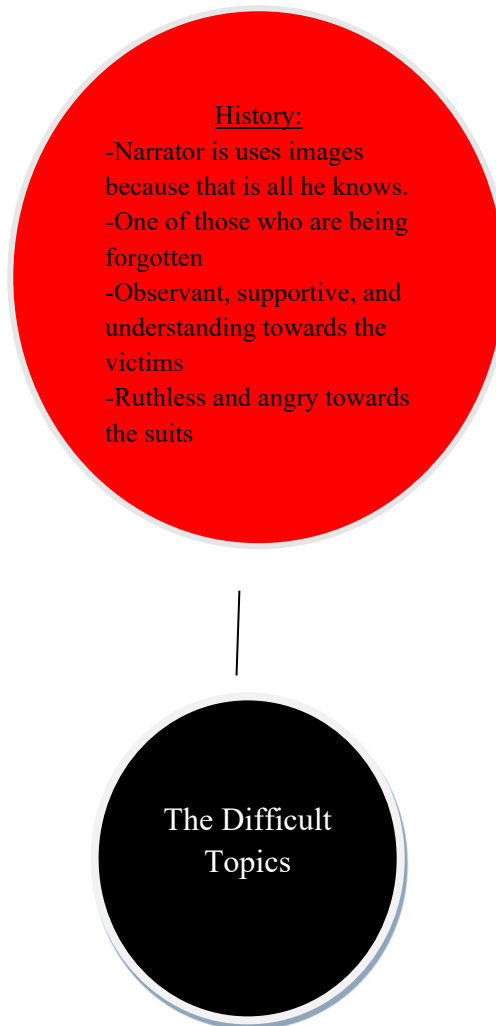 History:
-Narrator is uses images
because that is all he knows.
-One of those who are being
forgotten
-Observant, supportive, and
understanding towards the
victims
-Ruthless and angry towards
the suits
The Difficult
Topics